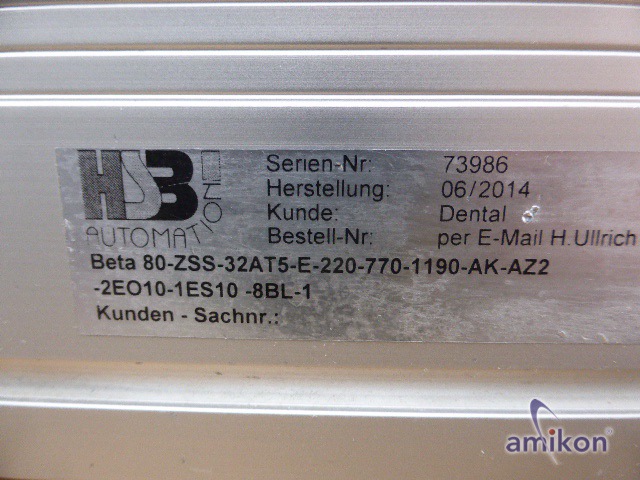 HSB
AUTOMATION
Serien-Nr: 73986
Herstellung: 06/2014
Kunde: Dental
Bestell-Nr: per E-Mail H.Ullrich
Beta 80-ZSS-32AT5-E-220-770-1190-AK-AZ2
-2EO10-1ES10 -8BL-1
Kunden - Sachnr.:
amikon